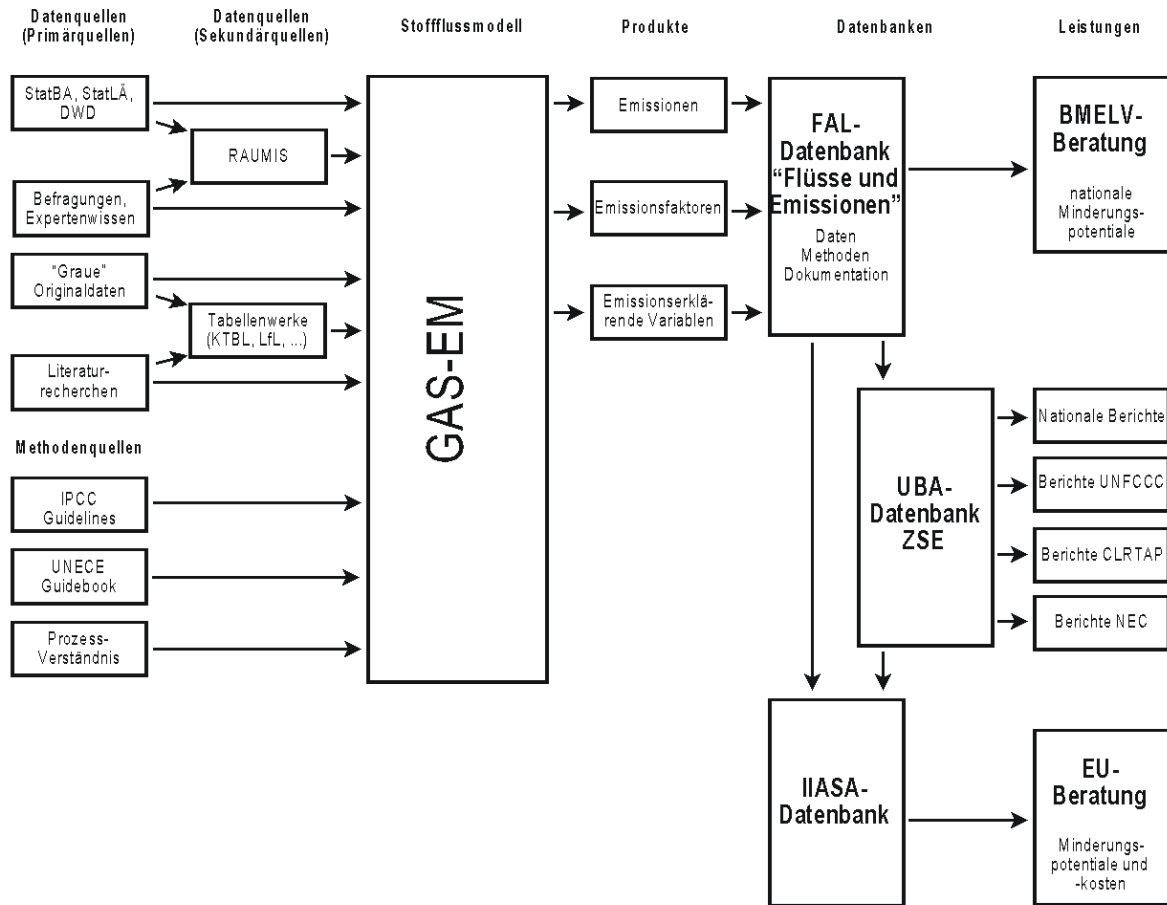 Datenquellen
(Primärquellen)
Datenquellen
(Sekundärquellen)
Stoffflussmodell
Produkte
Datenbanken
Leistungen
StatBA, StatLÄ,
DWD
RAUMIS
Befragungen,
Expertenwissen
"Graue"
Originaldaten
Tabellenwerke
(KTBL, LfL, ...)
Literatur-
recherchen
Methodenquellen
IPCC
Guidelines
UNECE
Guidebook
Prozess-
Verständnis
GAS-EM
Emissionen
Emissionsfaktoren
Emissionserklä-
rende Variablen
FAL-
Datenbank
“Flüsse und
Emissionen”
Daten
Methoden
Dokumentation
UBA-
Datenbank
ZSE
IIASA-
Datenbank
BMELV-
Beratung
nationale
Minderungs-
potentiale
Nationale Berichte
Berichte UNFCCC
Berichte CLRTAP
Berichte NEC
EU-
Beratung
Minderungs-
potentiale und
-kosten